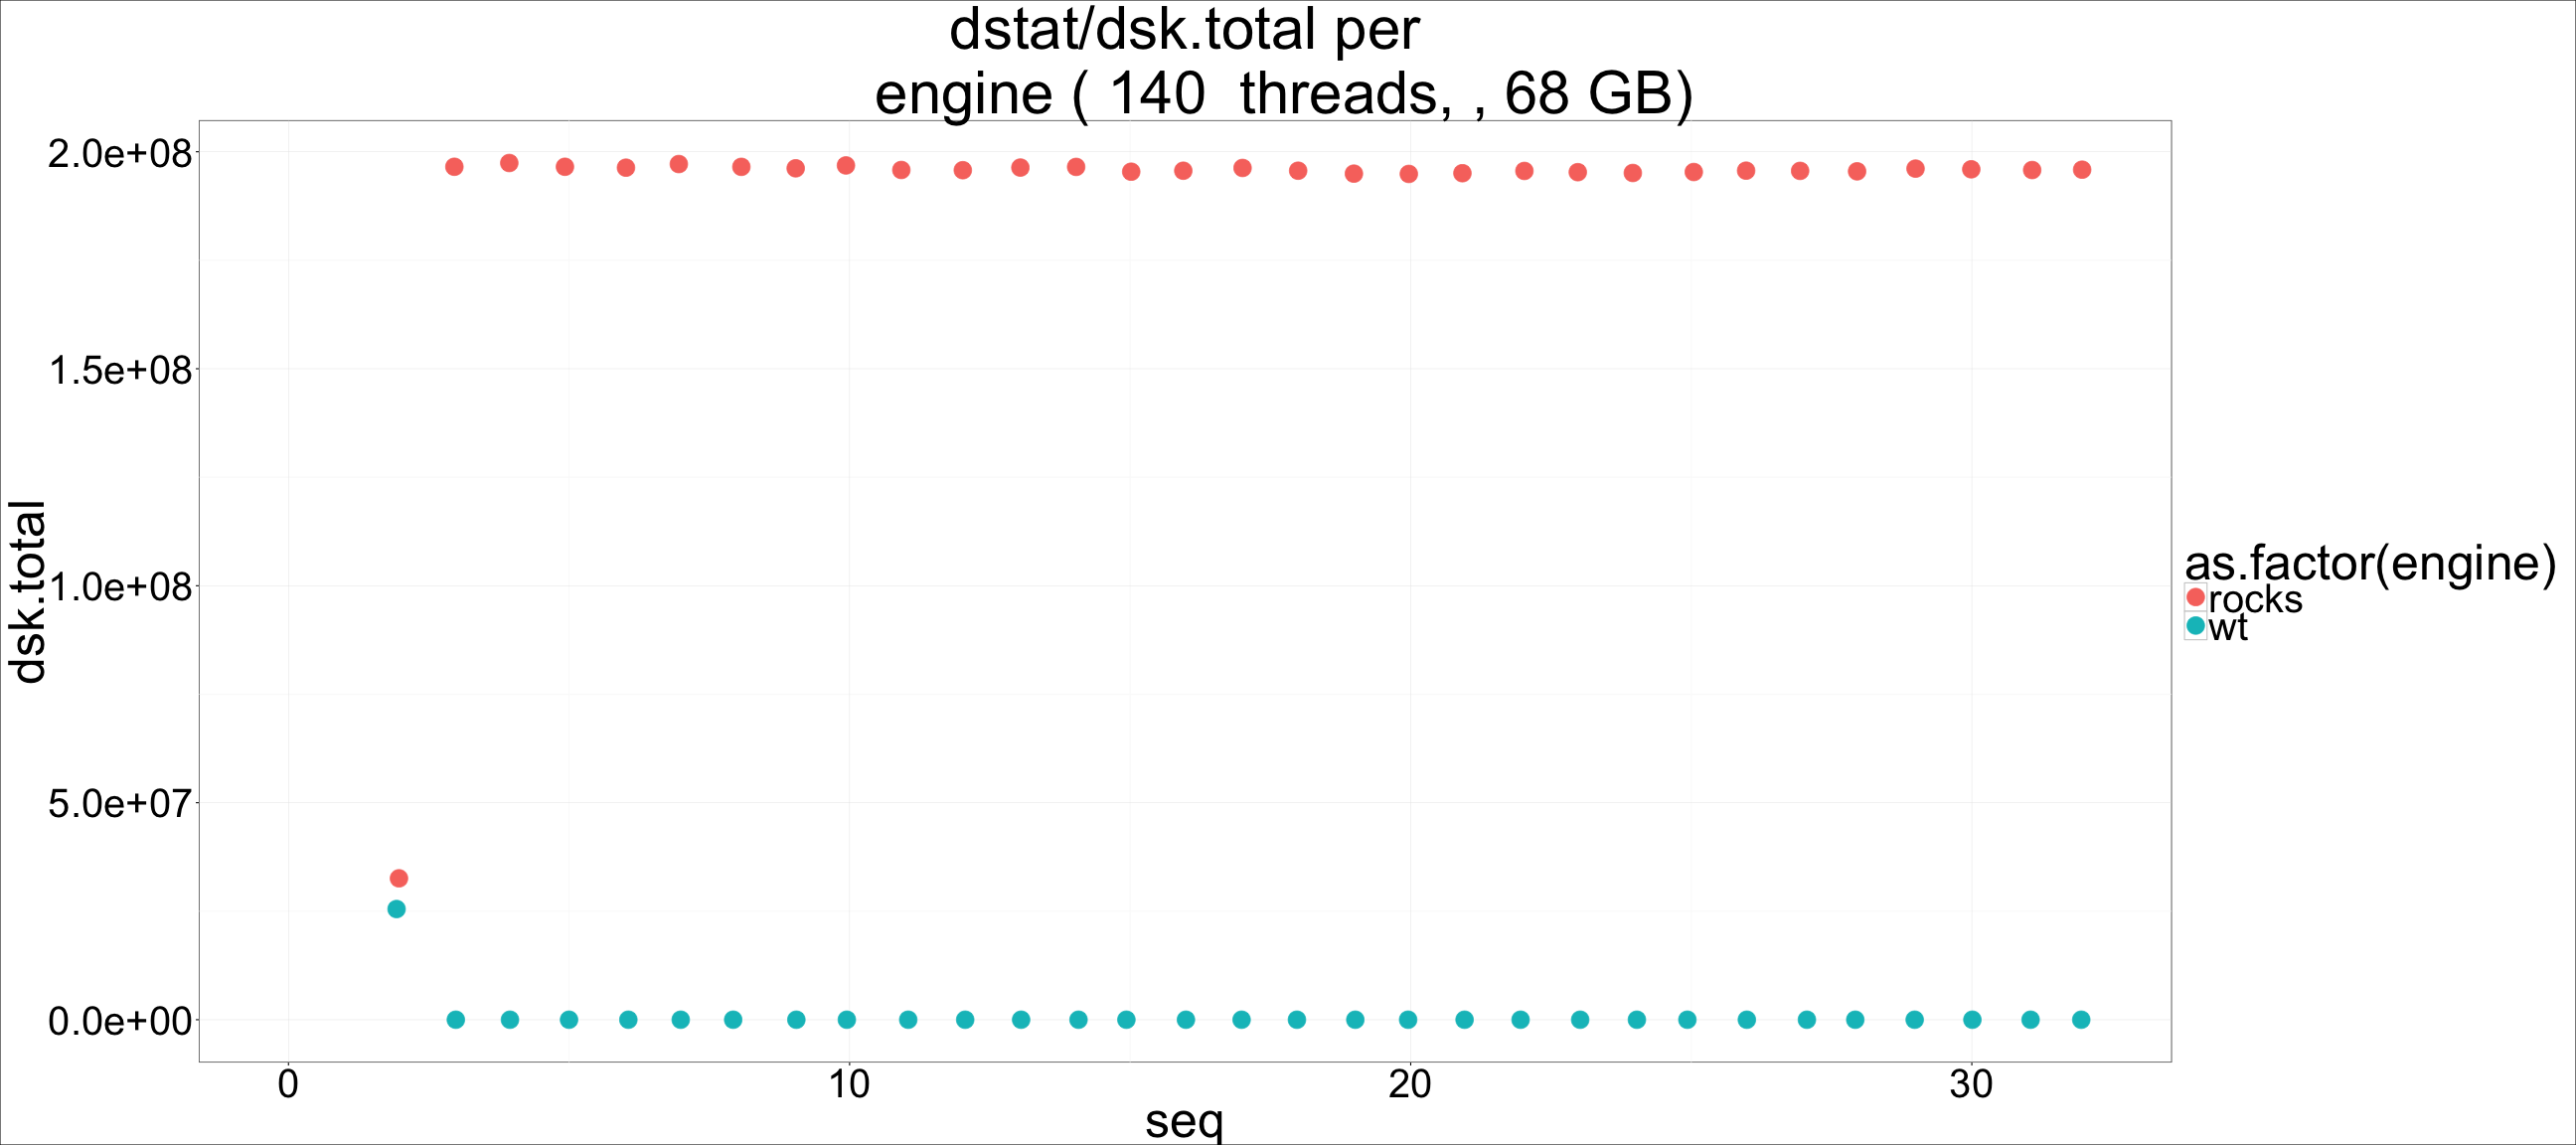 dstat/dsk.total per
engine ( 140  threads, , 68 GB)
2.0e+08
1.5e+08
1.0e+08
5.0e+07
0.0e+00
dsk.total
0
10
20
30
seq
as.factor(engine)
rocks
wt